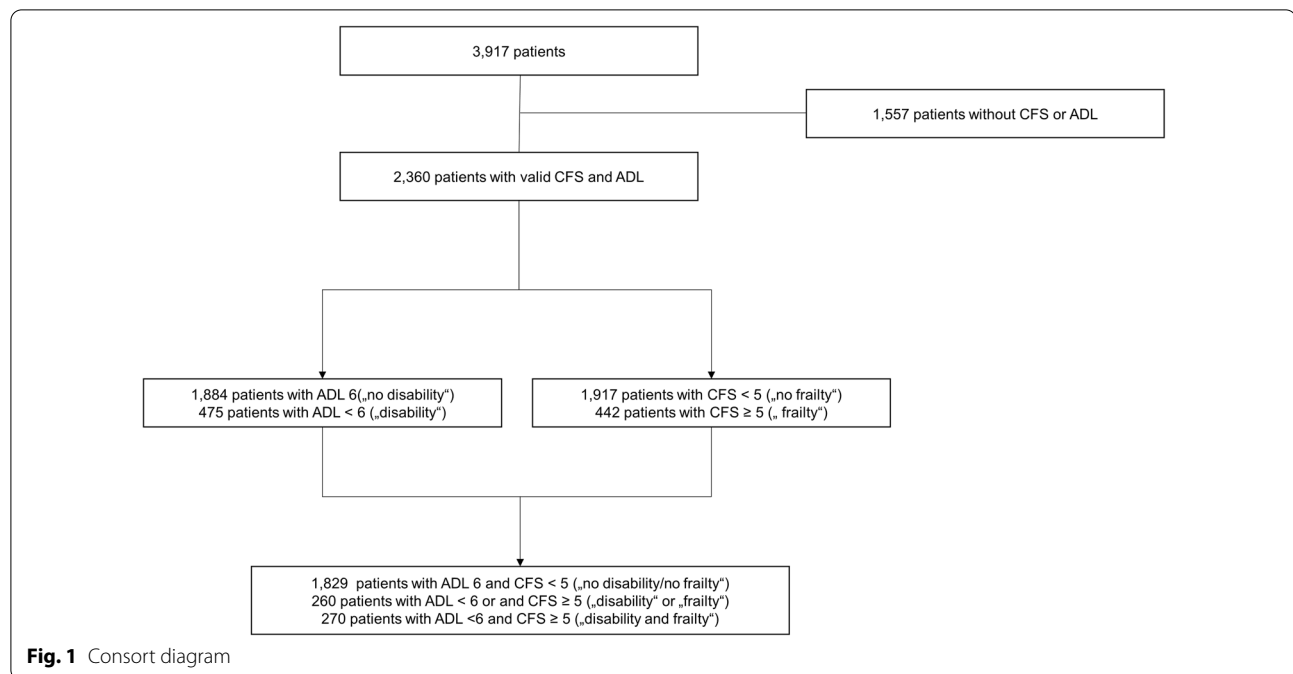 3,917 patients
1,557 patients without CFS or ADL
2,360 patients with valid CFS and ADL
1,884 patients with ADL 6(„no disability“)
475 patients with ADL < 6 („disability“)
1,917 patients with CFS < 5 („no frailty“)
442 patients with CFS ≥ 5 („ frailty“)
1,829 patients with ADL 6 and CFS < 5 („no disability/no frailty“)
260 patients with ADL < 6 or and CFS ≥ 5 („disability“ or „frailty“)
270 patients with ADL <6 and CFS ≥ 5 („disability and frailty“)
Fig. 1 Consort diagram